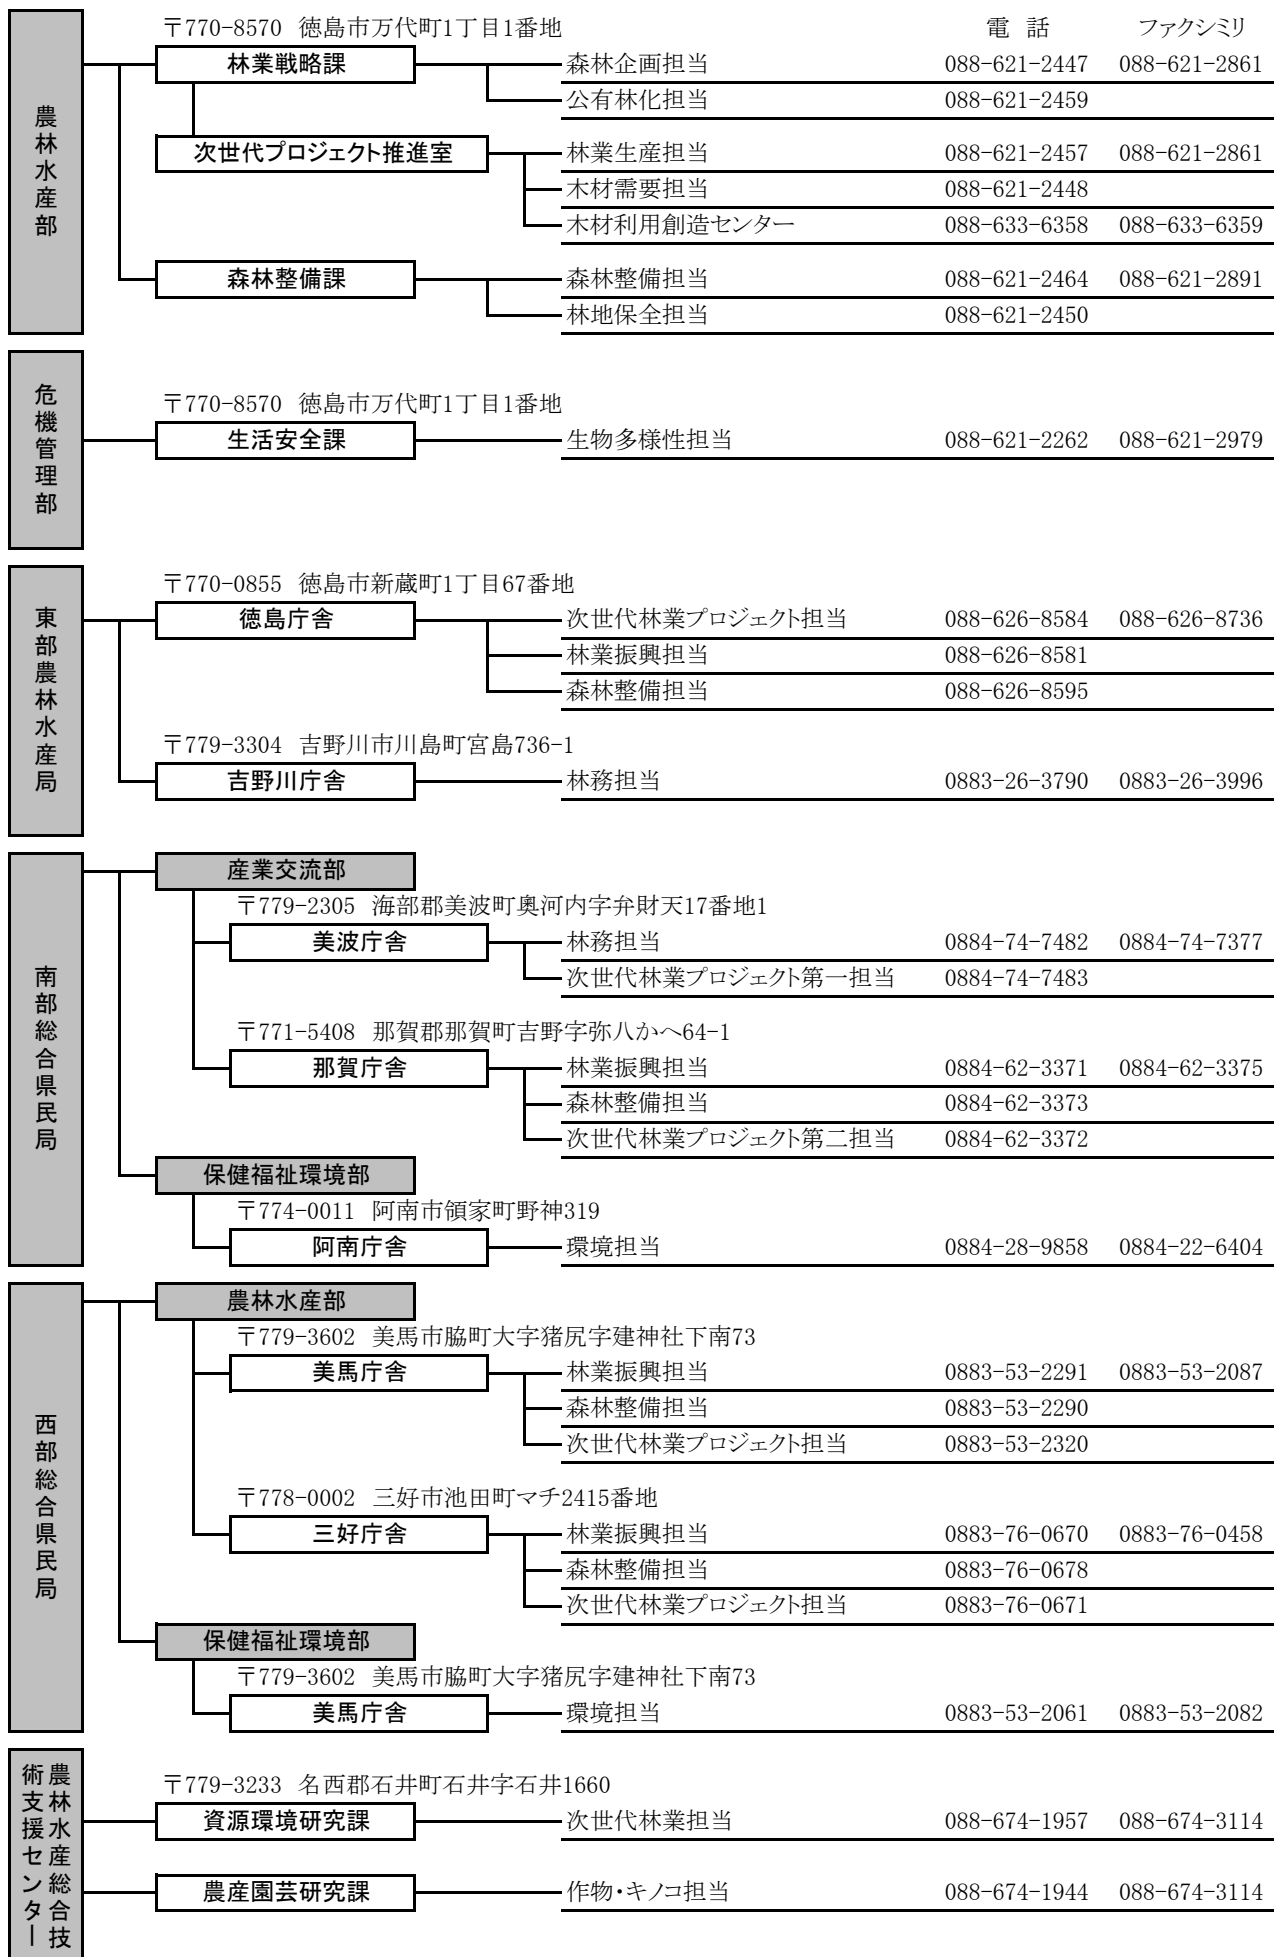 〒770-8570 徳島市万代町1丁目1番地 電 話 ファクシミリ
農林水産部
林業戦略課 森林企画担当 088-621-2447 088-621-2861
公有林化担当 088-621-2459
次世代プロジェクト推進室 林業生産担当 088-621-2457 088-621-2861
木材需要担当 088-621-2448
木材利用創造センター 088-633-6358 088-633-6359
森林整備課 森林整備担当 088-621-2464 088-621-2891
林地保全担当 088-621-2450
危機管理部
〒770-8570 徳島市万代町1丁目1番地
生活安全課 生物多様性担当 088-621-2262 088-621-2979
東部農林水産局
〒770-0855 徳島市新蔵町1丁目67番地
徳島庁舎 次世代林業プロジェクト担当 088-626-8584 088-626-8736
林業振興担当 088-626-8581
森林整備担当 088-626-8595
〒779-3304 吉野川市川島町宮島736-1
吉野川庁舎 林務担当 0883-26-3790 0883-26-3996
南部総合県民局
産業交流部
〒779-2305 海部郡美波町奥河内字弁財天17番地1
美波庁舎 林務担当 0884-74-7482 0884-74-7377
次世代林業プロジェクト第一担当 0884-74-7483
〒771-5408 那賀郡那賀町吉野字弥八かへ64-1
那賀庁舎 林業振興担当 0884-62-3371 0884-62-3375
森林整備担当 0884-62-3373
次世代林業プロジェクト第二担当 0884-62-3372
保健福祉環境部
〒774-0011 阿南市領家町野神319
阿南庁舎 環境担当 0884-28-9858 0884-22-6404
西部総合県民局
農林水産部
〒779-3602 美馬市脇町大字猪尻字建神社下南73
美馬庁舎 林業振興担当 0883-53-2291 0883-53-2087
森林整備担当 0883-53-2290
次世代林業プロジェクト担当 0883-53-2320
〒778-0002 三好市池田町マチ2415番地
三好庁舎 林業振興担当 0883-76-0670 0883-76-0458
森林整備担当 0883-76-0678
次世代林業プロジェクト担当 0883-76-0671
保健福祉環境部
〒779-3602 美馬市脇町大字猪尻字建神社下南73
美馬庁舎 環境担当 0883-53-2061 0883-53-2082
農林水産総合技
術支援センター
〒779-3233 名西郡石井町石井字石井1660
資源環境研究課 次世代林業担当 088-674-1957 088-674-3114
農産園芸研究課 作物・キノコ担当 088-674-1944 088-674-3114